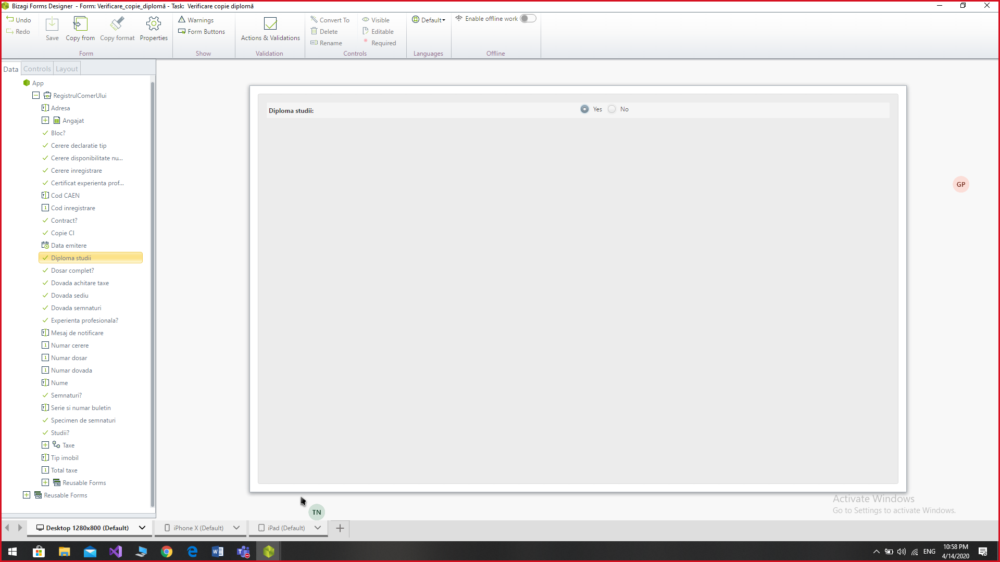 Bizagi Forms Designer - Form: Verificare_copie_diplomă - Task: Verificare copie diplomă
Undo
Redo
Save
Copy from
Copy format
Properties
Form
Warnings
Form Buttons
Show
Actions & Validations
Validation
Convert To
Delete
Rename
Visible
Editable
Required
Controls
Default
Languages
Enable offline work
Offline
Data
Controls
Layout
App
RegistrulComerUlui
Adresa
Angajat
Bloc?
Cerere declaratie tip
Cerere disponibilitate nu...
Cerere inregistrare
Certificat experienta prof...
Cod CAEN
Cod inregistrare
Contract?
Copie CI
Data emitere
Diploma studii
Dosar complet?
Dovada achitare taxe
Dovada sediu
Dovada semnaturi
Experienta profesionala?
Mesaj de notificare
Numar cerere
Numar dosar
Numar dovada
Nume
Semnaturi?
Serie si numar buletin
Specimen de semnaturi
Studii?
Taxe
Tip imobil
Total taxe
Reusable Forms
Reusable Forms
Diploma studii:
Yes
No
GP
TN
Activate Windows
Go to Settings to activate Windows.
Desktop 1280x800 (Default)
iPhone X (Default)
iPad (Default)
ENG
10:58 PM
4/14/2020